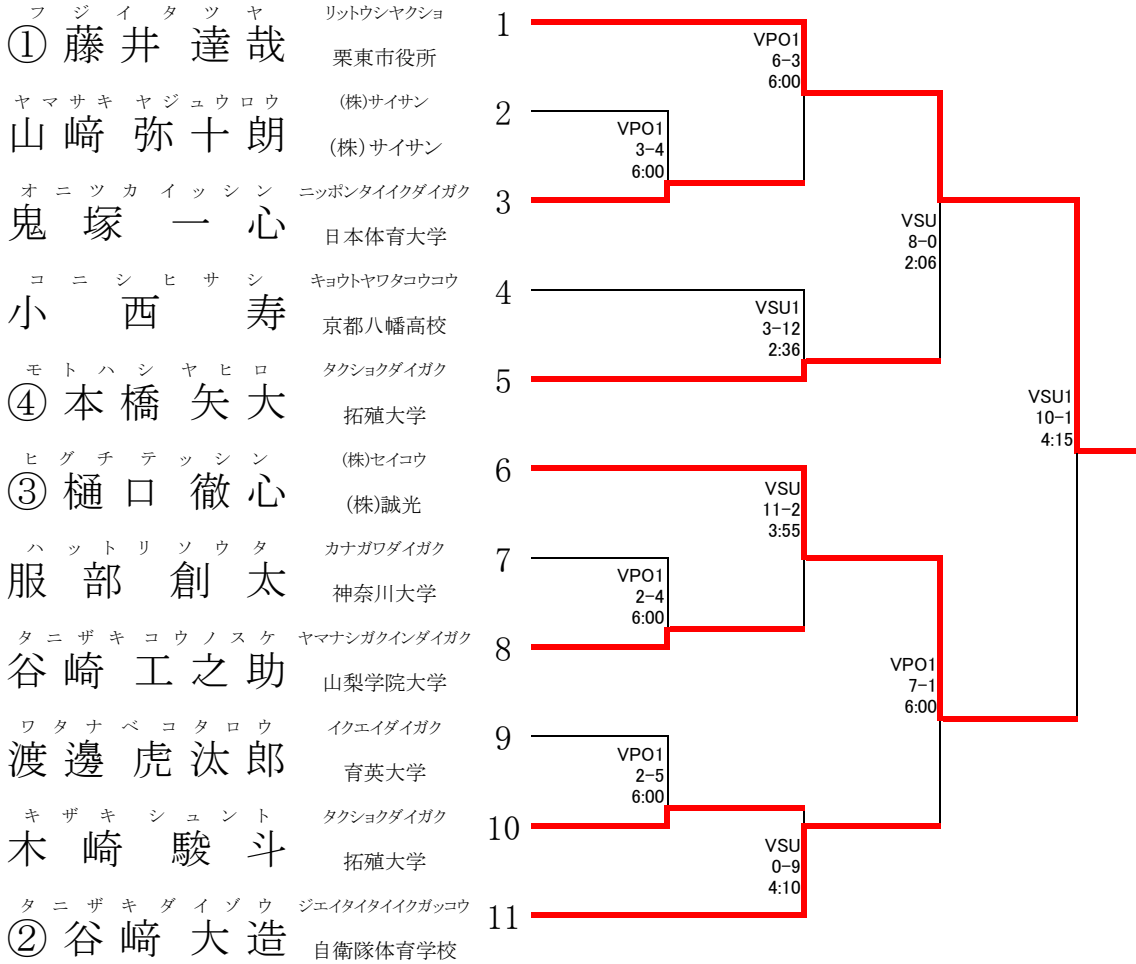 フジイタツヤ リットウシヤクショ
① 藤井 達哉 栗東市役所 1
ヤマサキ ヤジュウロウ (株)サイサン
山﨑 弥十朗 (株)サイサン 2
オニツカ イッシン ニッポンタイイクダイガク
鬼塚 一心 日本体育大学 3
コニシヒサシ キョウトヤワタコウコウ
小西 寿 京都八幡高校 4
モトハシ ヤヒロ タクショクダイガク
④ 本橋 矢大 拓殖大学 5
ヒグチ テッシン (株)セイコウ
③ 樋口 徹心 (株)誠光 6
ハットリ ソウタ カナガワダイガク
服部 創太 神奈川大学 7
タニザキ コウノスケ ヤマナシガクインダイガク
谷崎 工之助 山梨学院大学 8
ワタナベ コタロウ イクエイダイガク
渡邊 虎汰郎 育英大学 9
キザキ シュント タクショクダイガク
木崎 駿斗 拓殖大学 10
タニザキ ダイゾウ ジエイタイタイイクガッコウ
② 谷﨑 大造 自衛隊体育学校 11
VPO1
3-4
6:00
VPO1
2-4
6:00
VPO1
2-5
6:00
VPO1
6-3
6:00
VSU1
3-12
2:36
VSU
11-2
3:55
VSU
0-9
4:10
VSU
8-0
2:06
VPO1
7-1
6:00
VSU1
10-1
4:15